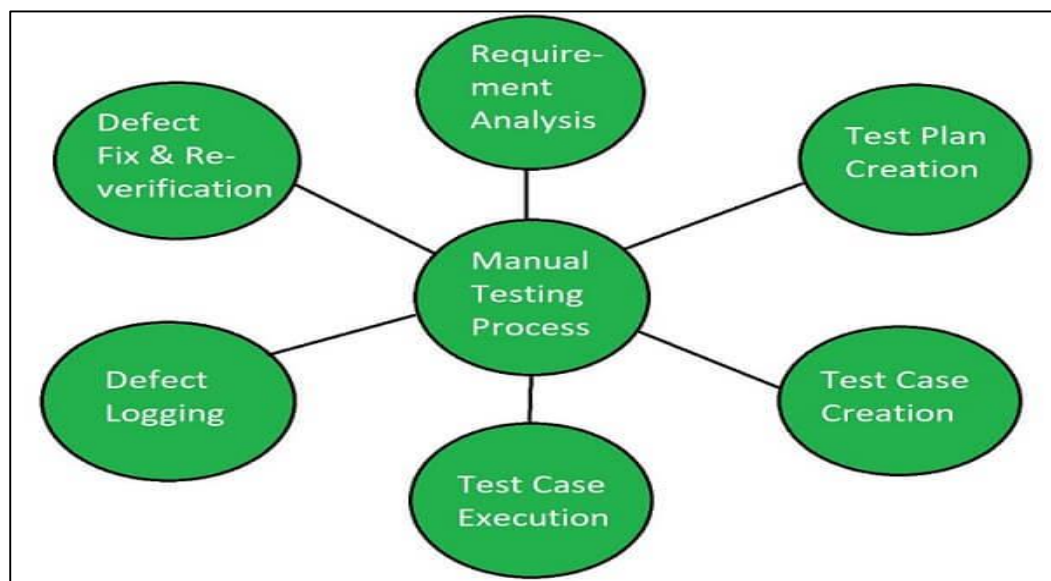 Require-
ment
Analysis
Defect
Fix & Re-
verification
Test Plan
Creation
Manual
Testing
Process
Defect
Logging
Test Case
Creation
Test Case
Execution